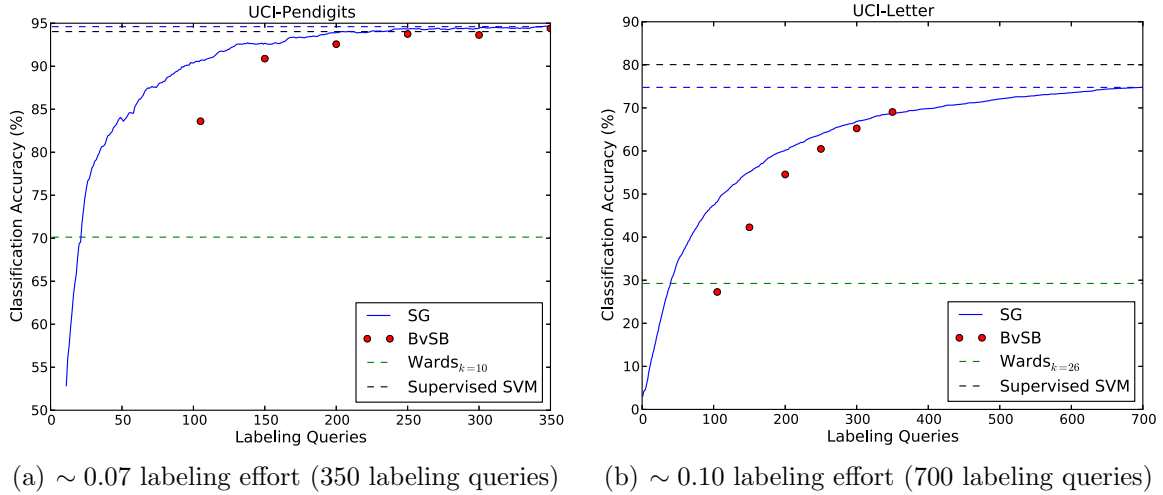 UCI-Pendigits
Classification Accuracy (%)
95
90
85
80
75
70
65
60
55
50
0
50
100
150
200
250
300
350
Labeling Queries
SG
BvSB
Wards k=10
Supervised SVM
(a) ∼ 0.07 labeling effort (350 labeling queries)
UCI-Letter
Classification Accuracy (%)
90
80
70
60
50
40
30
20
10
0
0
100
200
300
400
500
600
700
Labeling Queries
SG
BvSB
Wards k=26
Supervised SVM
(b) ∼ 0.10 labeling effort (700 labeling queries)